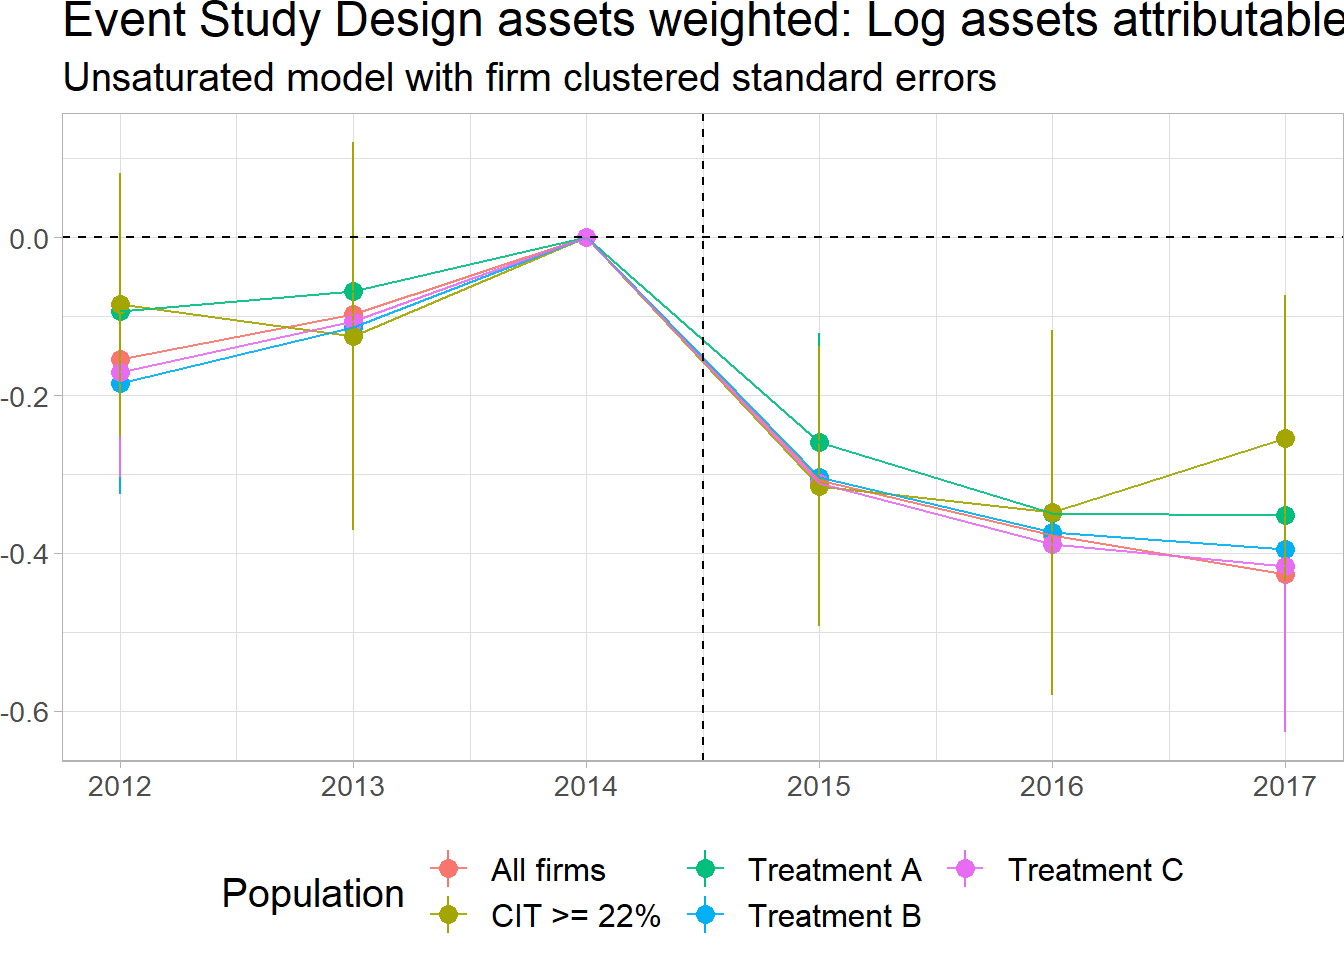 Event Study Design assets weighted: Log assets attributable
Unsaturated model with firm clustered standard errors
0.0
-0.2
-0.4
-0.6
2012 2013 2014 2015 2016 2017
Population
All firms Treatment A Treatment C
CIT >= 22% Treatment B